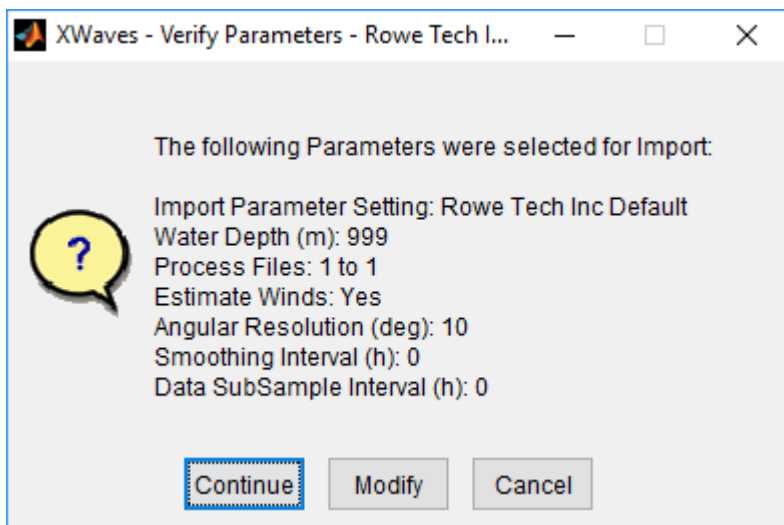 XWaves - Verify Parameters - Rowe Tech I...
The following Parameters were selected for Import:
Import Parameter Setting: Rowe Tech Inc Default
Water Depth (m): 999
Process Files: 1 to 1
Estimate Winds: Yes
Angular Resolution (deg): 10
Smoothing Interval (h): 0
Data SubSample Interval (h): 0
?
Continue Modify Cancel